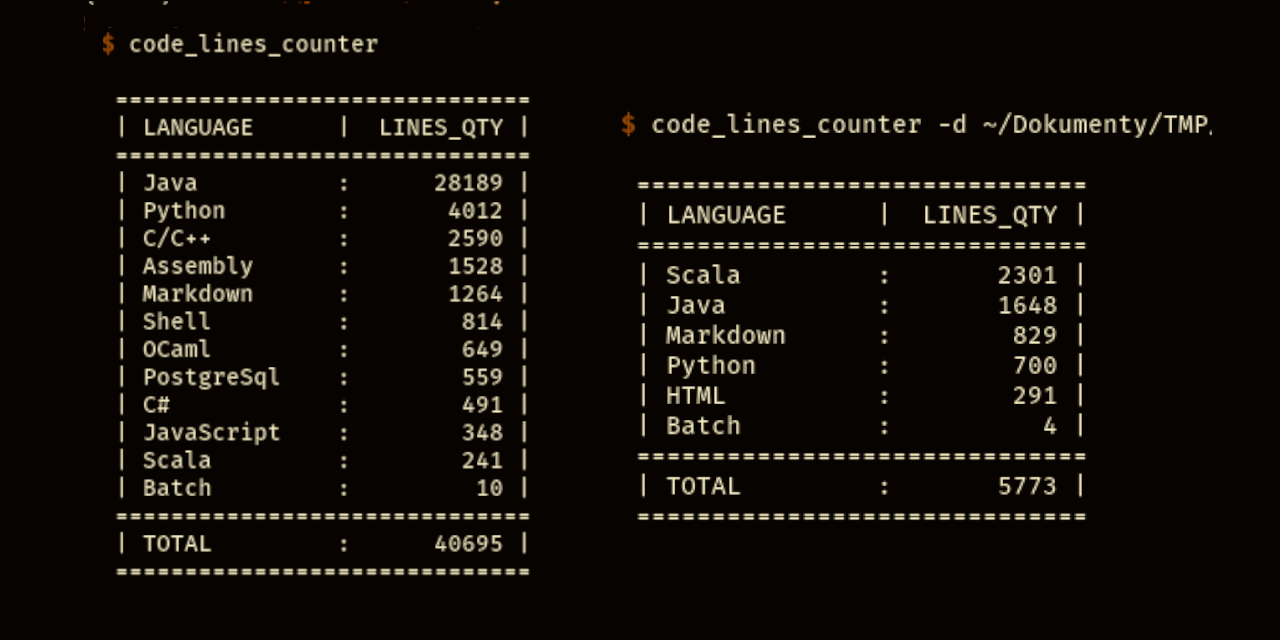 $ code_lines_counter
==============================
| LANGUAGE      |  LINES_QTY |
==============================
| Java          :      28189 |
| Python        :       4012 |
| C/C++         :       2590 |
| Assembly      :       1528 |
| Markdown      :       1264 |
| Shell         :        814 |
| OCaml         :        649 |
| PostgreSql    :        559 |
| C#            :        491 |
| JavaScript    :        348 |
| Scala         :        241 |
| Batch         :         10 |
==============================
| TOTAL         :      40695 |
==============================
$ code_lines_counter -d ~/Dokumenty/TMP
==============================
| LANGUAGE      |  LINES_QTY |
==============================
| Scala         :       2301 |
| Java          :       1648 |
| Markdown      :        829 |
| Python        :        700 |
| HTML          :        291 |
| Batch         :          4 |
==============================
| TOTAL         :       5773 |
==============================